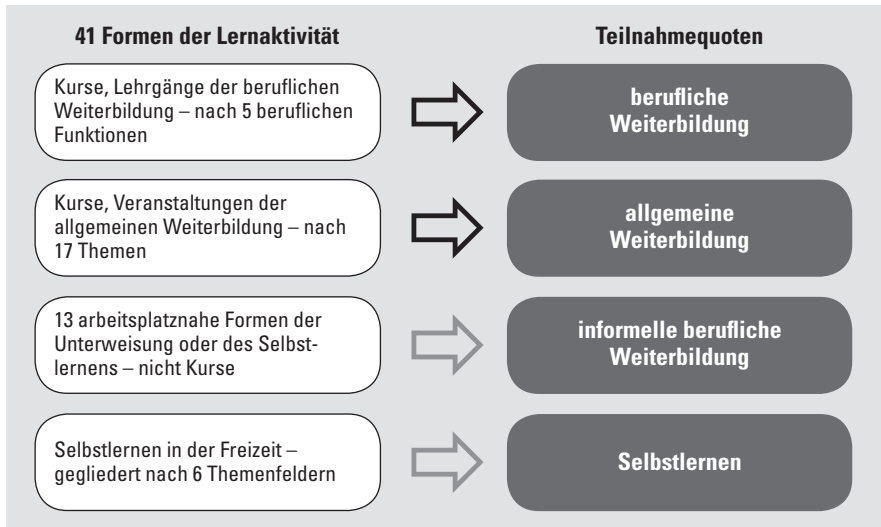 41 Formen der Lernaktivität
Teilnahmequoten
Kurse, Lehrgänge der beruflichen
Weiterbildung – nach 5 beruflichen
Funktionen
berufliche
Weiterbildung
Kurse, Veranstaltungen der
allgemeinen Weiterbildung – nach
17 Themen
allgemeine
Weiterbildung
13 arbeitsplatznahe Formen der
Unterweisung oder des Selbst-
lernens – nicht Kurse
informelle berufliche
Weiterbildung
Selbstlernen in der Freizeit –
gegliedert nach 6 Themenfeldern
Selbstlernen